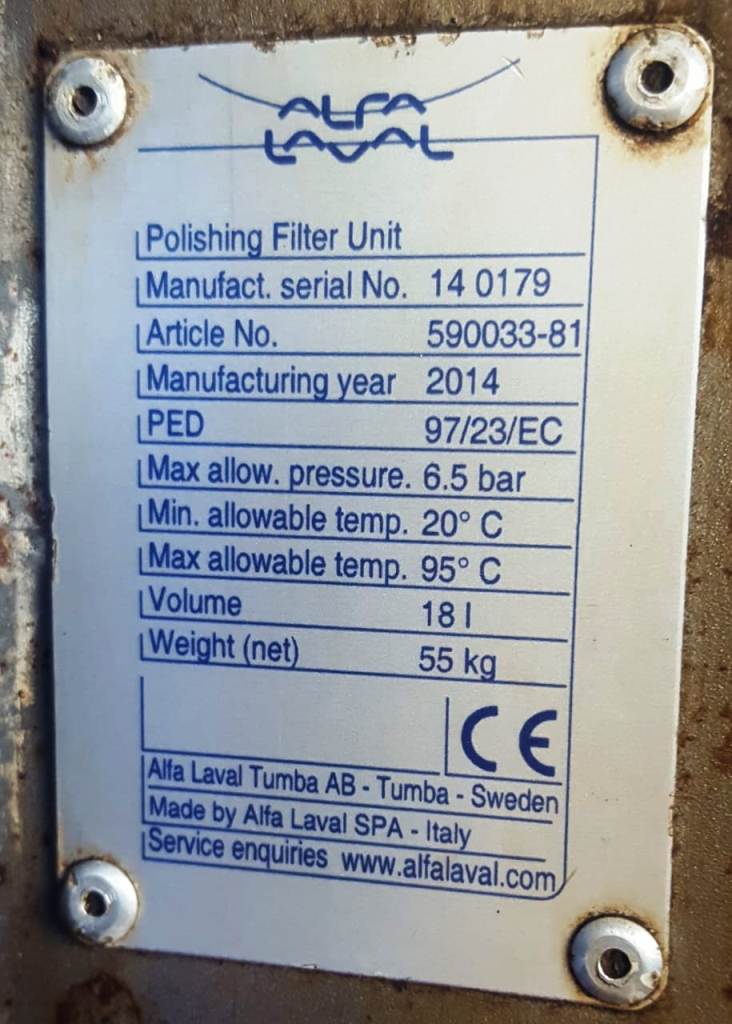 ALFA
LAVAL
Polishing Filter Unit
Manufact. serial No. 14 0179
Article No. 590033-81
Manufacturing year 2014
PED 97/23/EC
Max allow. pressure. 6.5 bar
Min. allowable temp. 20° C
Max allowable temp. 95° C
Volume 18 l
Weight (net) 55 kg
CE
Alfa Laval Tumba AB - Tumba - Sweden
Made by Alfa Laval SPA - Italy
Service enquiries www.alfalaval.com